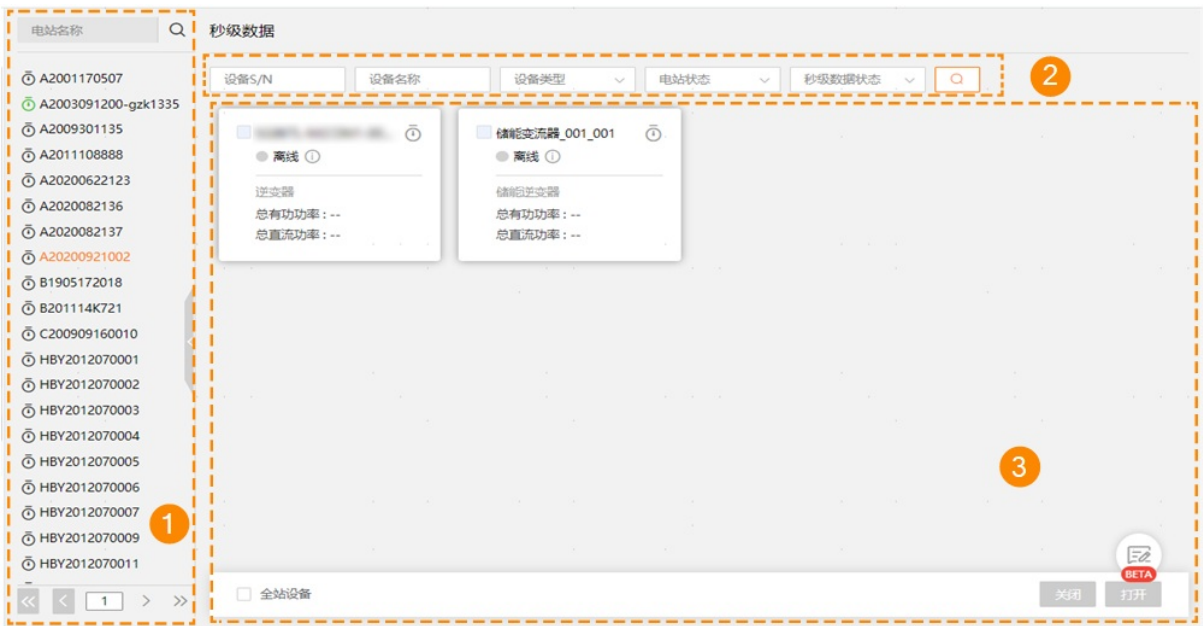 电站名称
A2001170507
A2003091200-gzk1335
A2009301135
A2011108888
A20200622123
A2020082136
A2020082137
A20200921002
B1905172018
B201114K721
C200909160010
HBY2012070001
HBY2012070002
HBY2012070003
HBY2012070004
HBY2012070005
HBY2012070006
HBY2012070007
HBY2012070009
HBY2012070011
1
1
秒级数据
设备S/N 设备名称 设备类型 电站状态 秒级数据状态
2
离线
逆变器
总有功功率：--
总直流功率：--
储能变流器_001_001
离线
储能逆变器
总有功功率：--
总直流功率：--
3
BETA
全站设备
关闭 打开